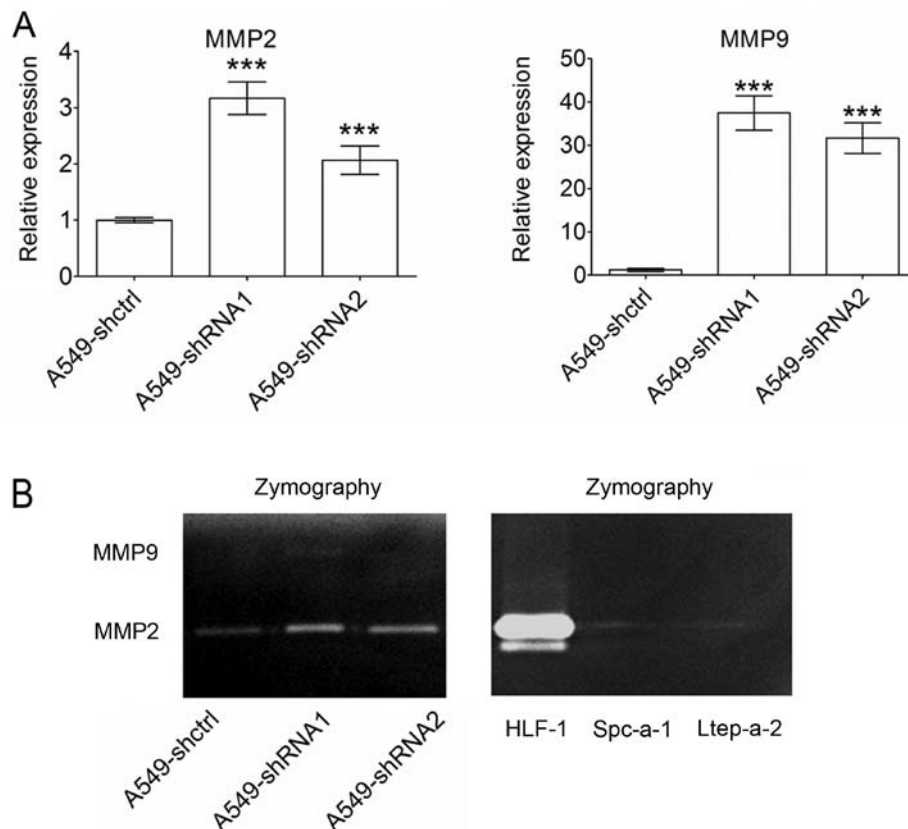 A
MMP2
Relative expression
4
3
2
1
0
***
***
A549-shctrl
A549-shRNA1
A549-shRNA2
MMP9
Relative expression
50
40
30
20
10
0
***
***
A549-shctrl
A549-shRNA1
A549-shRNA2
B
Zymography
MMP9
MMP2
A549-shctrl
A549-shRNA1
A549-shRNA2
Zymography
HLF-1 Spc-a-1 Ltep-a-2